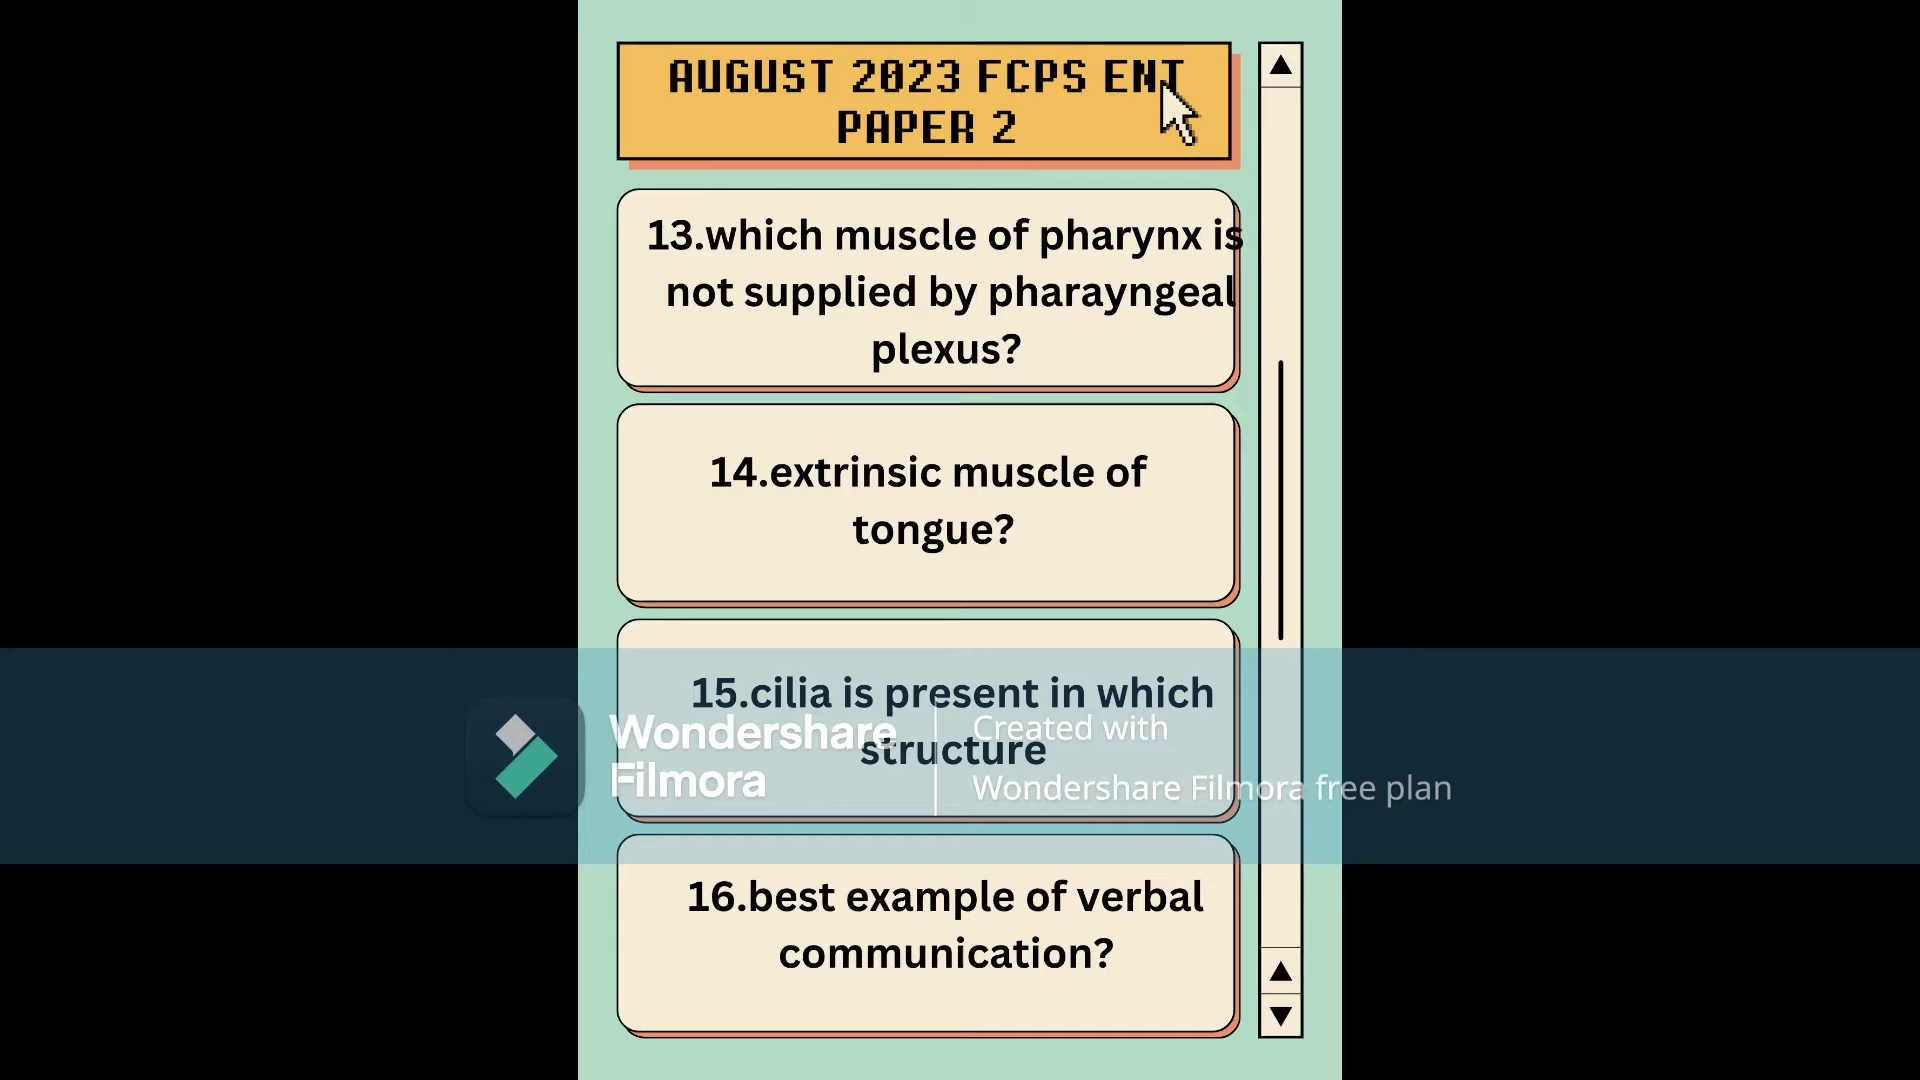 AUGUST 2023 FCPS ENT
PAPER 2
13.which muscle of pharynx is
not supplied by pharayngeal
plexus?
14.extrinsic muscle of
tongue?
15.cilia is present in which
structure
Wondershare
Filmora
Created with
Wondershare Filmora free plan
16.best example of verbal
communication?